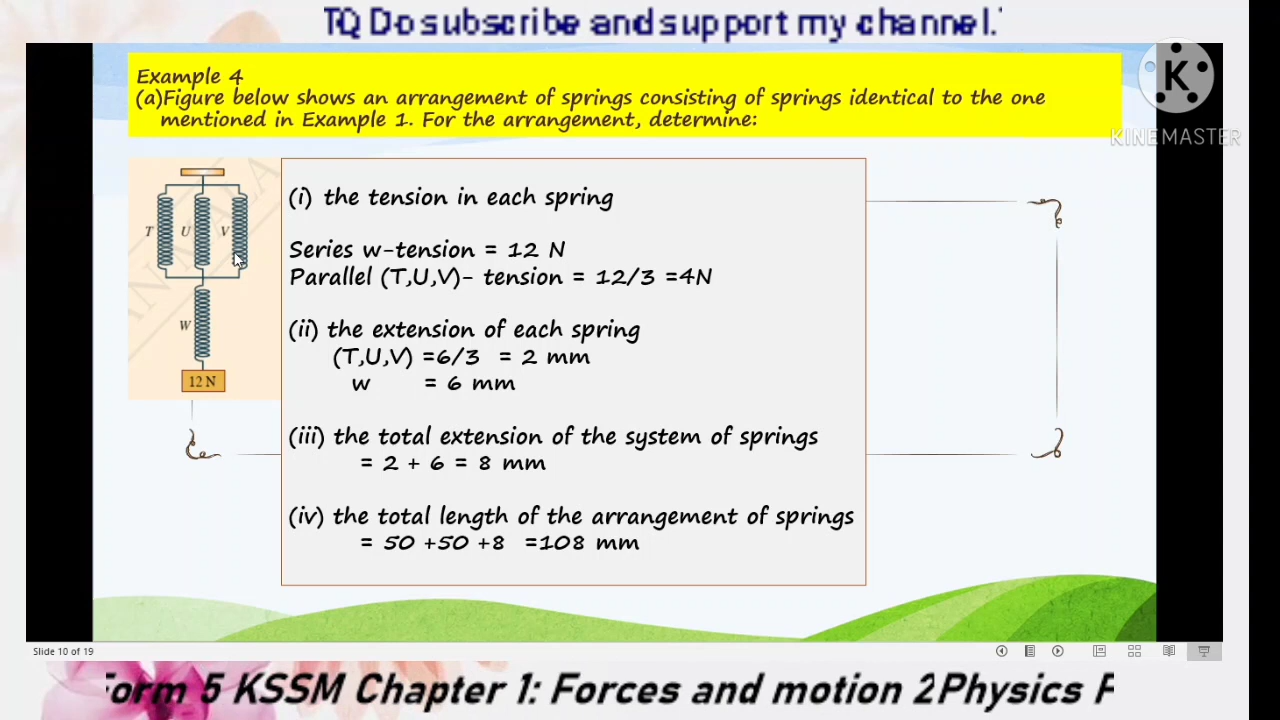 TQ Do subscribe and support my channel.
K
KINEMASTER
Example 4
(a)Figure below shows an arrangement of springs consisting of springs identical to the one
mentioned in Example 1. For the arrangement, determine:
T U V
W
12 N
(i) the tension in each spring
Series w-tension = 12 N
Parallel (T,U,V)- tension = 12/3 =4N
(ii) the extension of each spring
(T,U,V) =6/3 = 2 mm
w = 6 mm
(iii) the total extension of the system of springs
= 2 + 6 = 8 mm
(iv) the total length of the arrangement of springs
= 50 +50 +8 =108 mm
Slide 10 of 19
Form 5 KSSM Chapter 1: Forces and motion 2Physics F